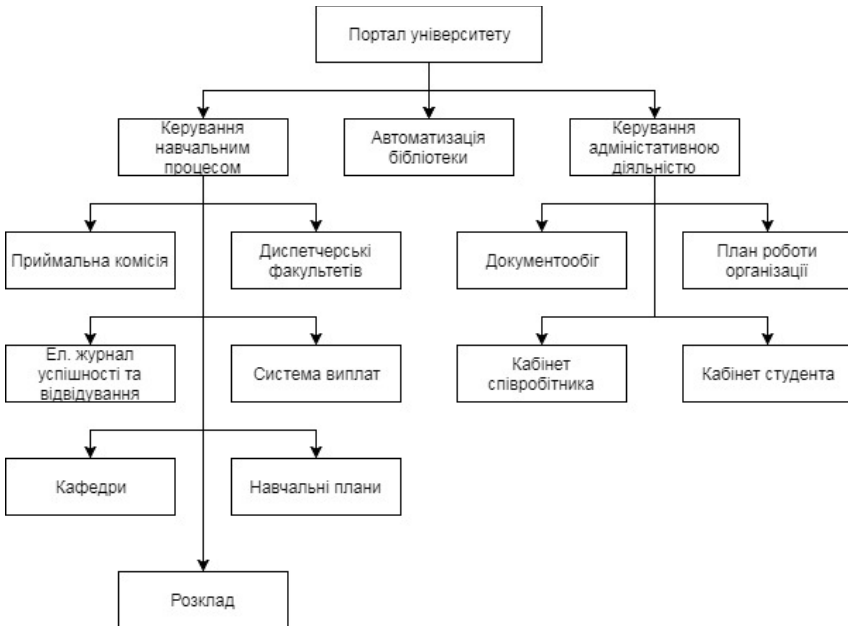 Портал університету
Керування
навчальним
процесом
Автоматизація
бібліотеки
Керування
адміністативною
діяльністю
Приймальна комісія
Диспетчерські
факультетів
Документообіг
План роботи
організації
Ел. журнал
успішності та
відвідування
Система виплат
Кабінет
співробітника
Кабінет студента
Кафедри
Навчальні плани
Розклад